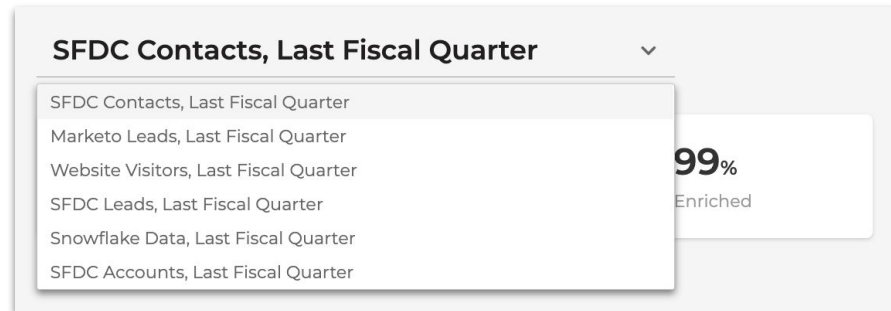 SFDC Contacts, Last Fiscal Quarter
SFDC Contacts, Last Fiscal Quarter
Marketo Leads, Last Fiscal Quarter
Website Visitors, Last Fiscal Quarter
SFDC Leads, Last Fiscal Quarter
Snowflake Data, Last Fiscal Quarter
SFDC Accounts, Last Fiscal Quarter
99%
Enriched